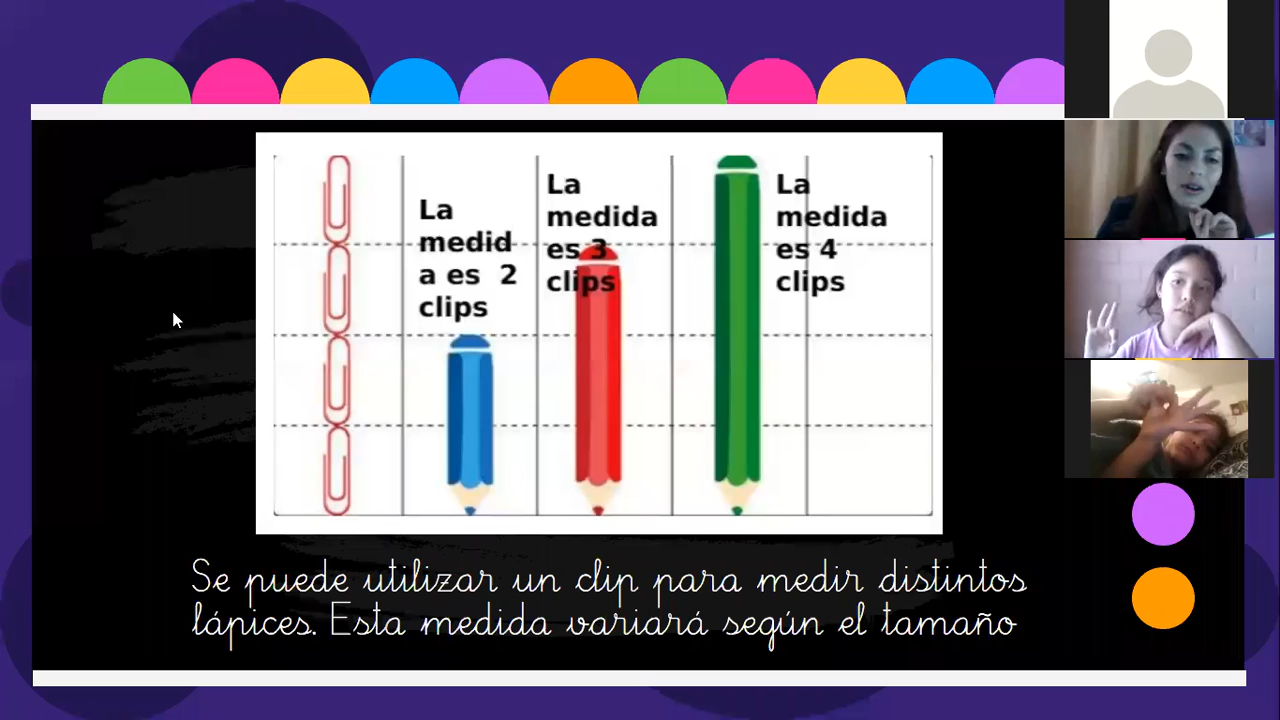 La
medid
a es 2
clips
La
medida
es 3
clips
La
medida
es 4
clips
Se puede utilizar un clip para medir distintos
lápices. Esta medida variará según el tamaño